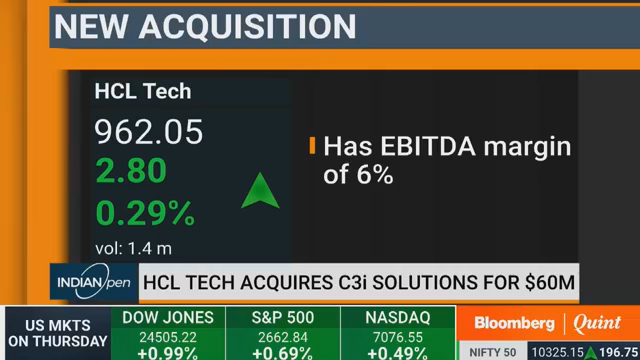 NEW ACQUISITION
HCL Tech
962.05
2.80
0.29%
vol: 1.4 m
Has EBITDA margin
of 6%
INDIAN Open
HCL TECH ACQUIRES C3i SOLUTIONS FOR $60M
US MKTS
ON THURSDAY
DOW JONES
24505.22
+0.99%
S&P 500
2662.84
+0.69%
NASDAQ
7076.55
+0.49%
Bloomberg | Quint
NIFTY 50 10325.15 196.75